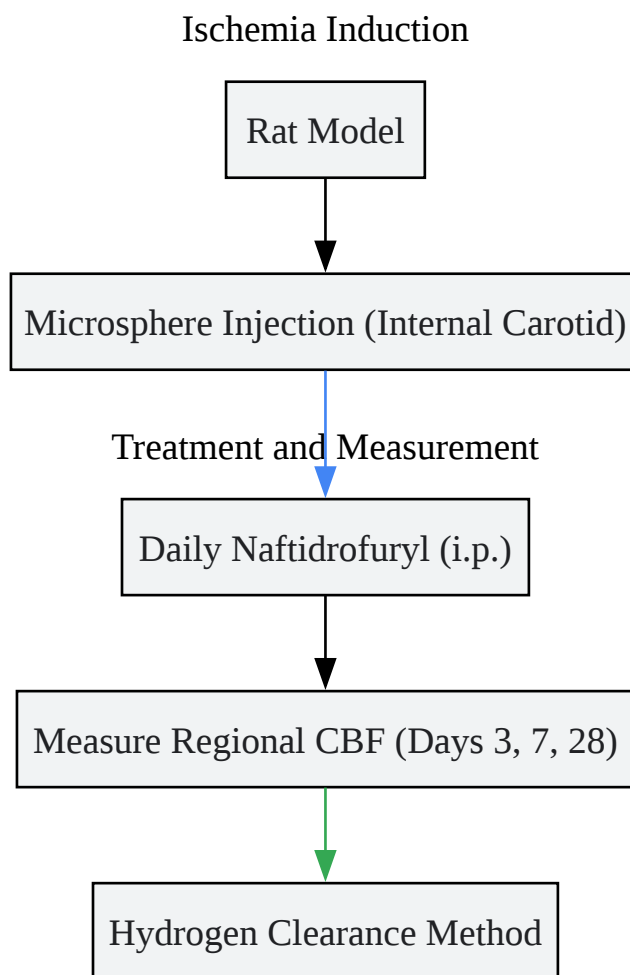 Ischemia Induction
Rat Model
Microsphere Injection (Internal Carotid)
Treatment and Measurement
Daily Naftidrofuryl (i.p.)
Measure Regional CBF (Days 3, 7, 28)
Hydrogen Clearance Method